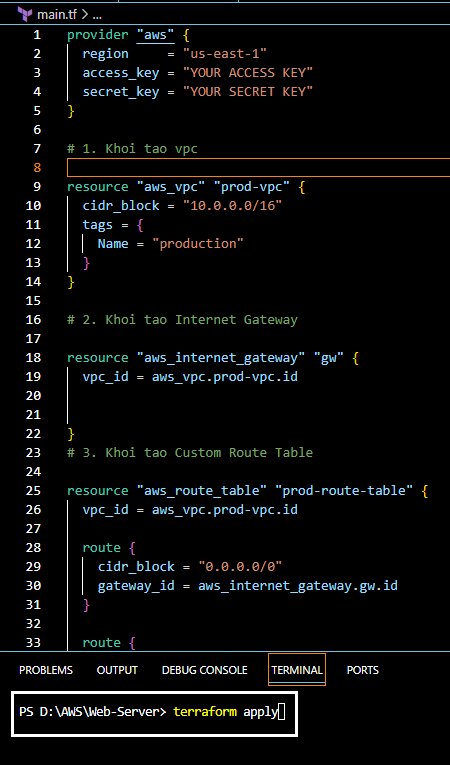 main.tf > ...
1 provider "aws" {
2 region     = "us-east-1"
3 access_key = "YOUR ACCESS KEY"
4 secret_key = "YOUR SECRET KEY"
5 }
6
7 # 1. Khoi tao vpc
8
9 resource "aws_vpc" "prod-vpc" {
10 cidr_block = "10.0.0.0/16"
11 tags = {
12 Name = "production"
13 }
14 }
15
16 # 2. Khoi tao Internet Gateway
17
18 resource "aws_internet_gateway" "gw" {
19 vpc_id = aws_vpc.prod-vpc.id
20
21
22 }
23 # 3. Khoi tao Custom Route Table
24
25 resource "aws_route_table" "prod-route-table" {
26 vpc_id = aws_vpc.prod-vpc.id
27
28 route {
29 cidr_block = "0.0.0.0/0"
30 gateway_id = aws_internet_gateway.gw.id
31 }
32
33 route {
PROBLEMS OUTPUT DEBUG CONSOLE TERMINAL PORTS
PS D:\AWS\Web-Server> terraform apply